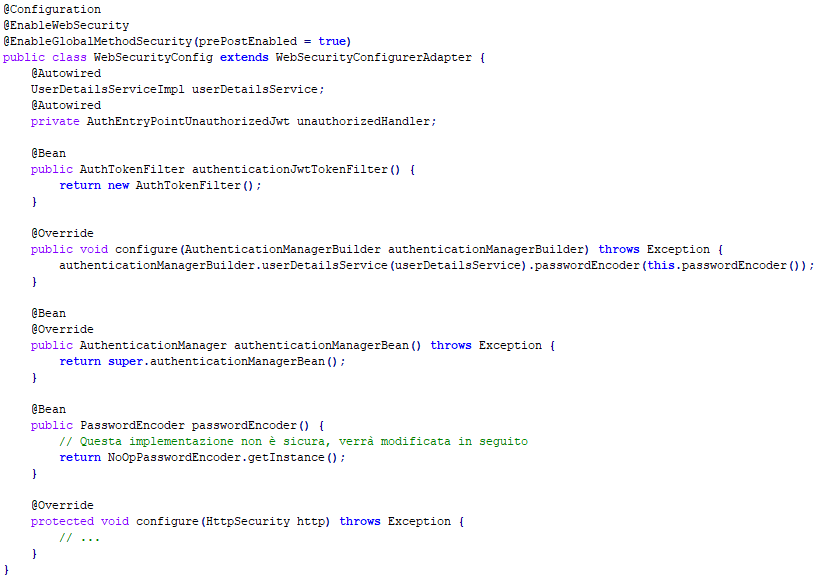 @Configuration
@EnableWebSecurity
@EnableGlobalMethodSecurity(prePostEnabled = true)
public class WebSecurityConfig extends WebSecurityConfigurerAdapter {
    @Autowired
    UserDetailsServiceImpl userDetailsService;
    @Autowired
    private AuthEntryPointUnauthorizedJwt unauthorizedHandler;

    @Bean
    public AuthTokenFilter authenticationJwtTokenFilter() {
        return new AuthTokenFilter();
    }

    @Override
    public void configure(AuthenticationManagerBuilder authenticationManagerBuilder) throws Exception {
        authenticationManagerBuilder.userDetailsService(userDetailsService).passwordEncoder(this.passwordEncoder());
    }

    @Bean
    @Override
    public AuthenticationManager authenticationManagerBean() throws Exception {
        return super.authenticationManagerBean();
    }

    @Bean
    public PasswordEncoder passwordEncoder() {
        // Questa implementazione non è sicura, verrà modificata in seguito
        return NoOpPasswordEncoder.getInstance();
    }

    @Override
    protected void configure(HttpSecurity http) throws Exception {
        // ...
    }
}